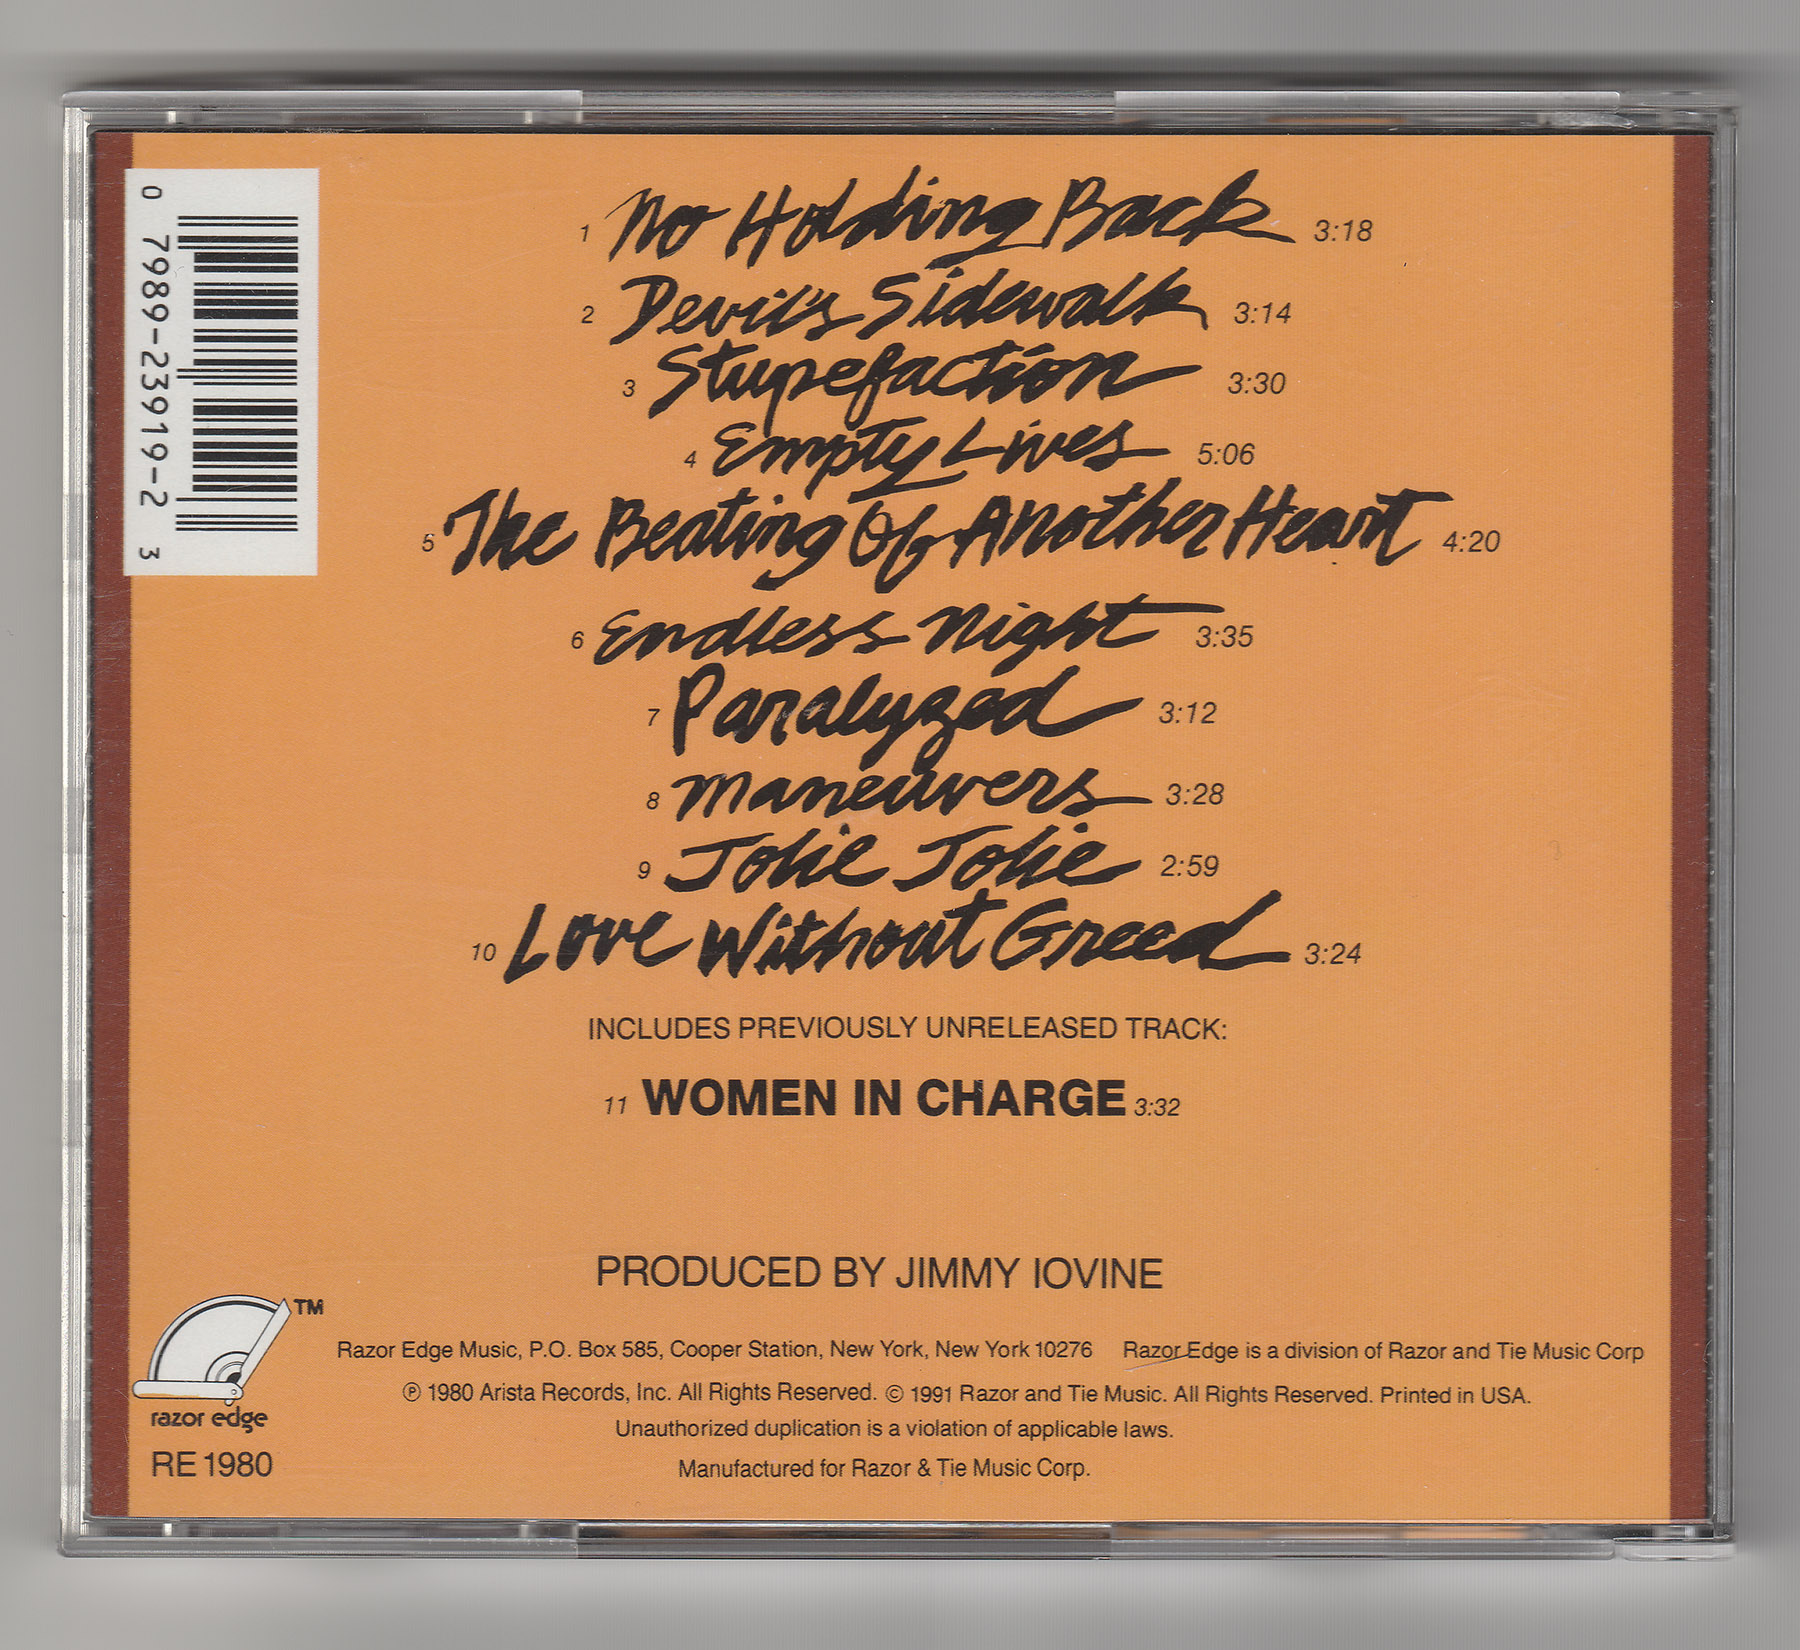 0 7989-23919-2 3
1 No Holding Back 3:18
2 Devil's Sidewalk 3:14
3 Stupefaction 3:30
4 Empty Lives 5:06
5 The Beating Of Another Heart 4:20
6 Endless Night 3:35
7 Paralyzed 3:12
8 Maneuvers 3:28
9 Jolie Jolie 2:59
10 Love Without Greed 3:24
INCLUDES PREVIOUSLY UNRELEASED TRACK:
11 WOMEN IN CHARGE 3:32
PRODUCED BY JIMMY IOVINE
TM
razor edge
RE 1980
Razor Edge Music, P.O. Box 585, Cooper Station, New York, New York 10276 Razor Edge is a division of Razor and Tie Music Corp
℗ 1980 Arista Records, Inc. All Rights Reserved. © 1991 Razor and Tie Music. All Rights Reserved. Printed in USA.
Unauthorized duplication is a violation of applicable laws.
Manufactured for Razor & Tie Music Corp.